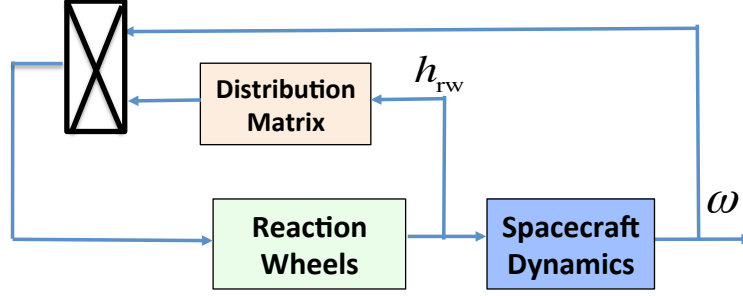 Distribution
Matrix
h_rw
Reaction
Wheels
Spacecraft
Dynamics
ω